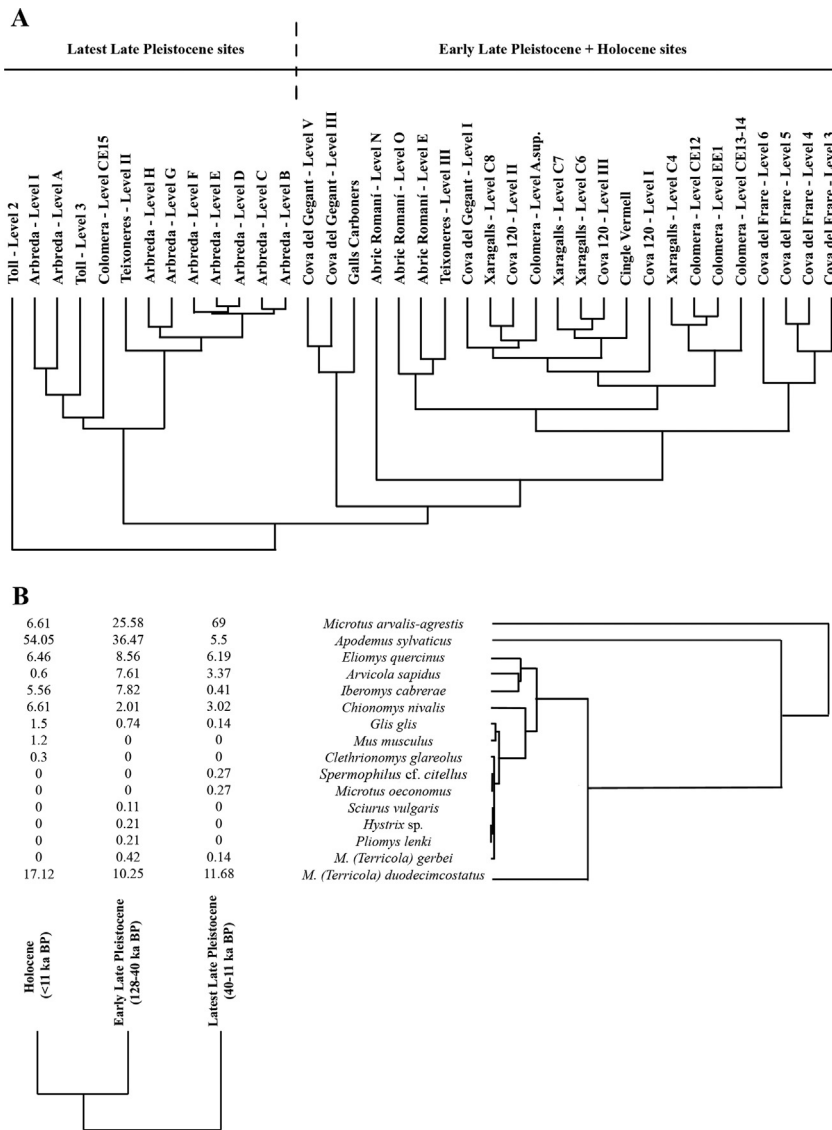 A
Latest Late Pleistocene sites
Early Late Pleistocene + Holocene sites
Toll - Level 2
Arbreda - Level I
Arbreda - Level A
Toll - Level 3
Colomera - Level CE15
Teixoneres - Level II
Arbreda - Level H
Arbreda - Level G
Arbreda - Level F
Arbreda - Level E
Arbreda - Level D
Arbreda - Level C
Arbreda - Level B
Cova del Gegant - Level V
Cova del Gegant - Level III
Galls Carboners
Abric Romaní - Level N
Abric Romaní - Level O
Abric Romaní - Level E
Teixoneres - Level III
Cova del Gegant - Level I
Xaragalls - Level C8
Cova 120 - Level II
Colomera - Level A.sup.
Xaragalls - Level C7
Xaragalls - Level C6
Cova 120 - Level III
Cingle Vermell
Cova 120 - Level I
Xaragalls - Level C4
Colomera - Level CE12
Colomera - Level EE1
Colomera - Level CE13-14
Cova del Frare - Level 6
Cova del Frare - Level 5
Cova del Frare - Level 4
Cova del Frare - Level 3
B
6.61 25.58 69 Microtus arvalis-agrestis
54.05 36.47 5.5 Apodemus sylvaticus
6.46 8.56 6.19 Eliomys quercinus
0.6 7.61 3.37 Arvicola sapidus
5.56 7.82 0.41 Iberomys cabrerae
6.61 2.01 3.02 Chionomys nivalis
1.5 0.74 0.14 Glis glis
1.2 0 0 Mus musculus
0.3 0 0 Clethrionomys glareolus
0 0 0.27 Spermophilus cf. citellus
0 0 0.27 Microtus oeconomus
0 0.11 0 Sciurus vulgaris
0 0.21 0 Hystrix sp.
0 0.21 0 Pliomys lenki
0 0.42 0.14 M. (Terricola) gerbei
17.12 10.25 11.68 M. (Terricola) duodecimcostatus
Holocene
(<11 ka BP)
Early Late Pleistocene
(128-40 ka BP)
Latest Late Pleistocene
(40-11 ka BP)